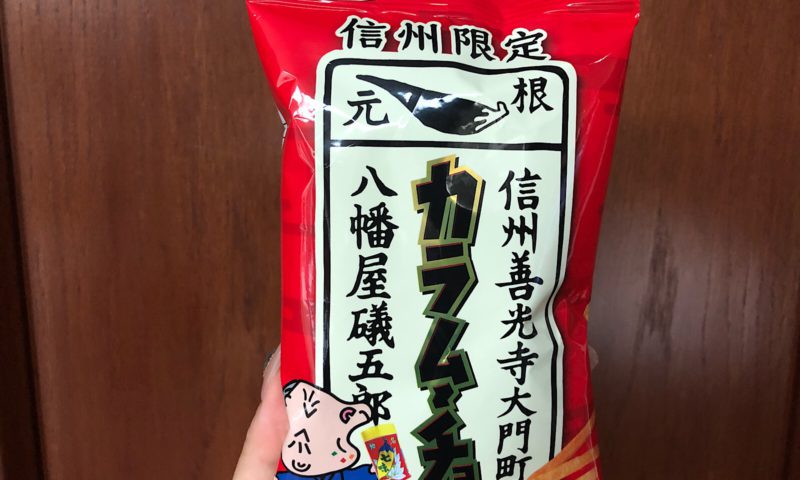 信州限定
根元
信州善光寺大門町
カラムーチョ
八幡屋礒五郎